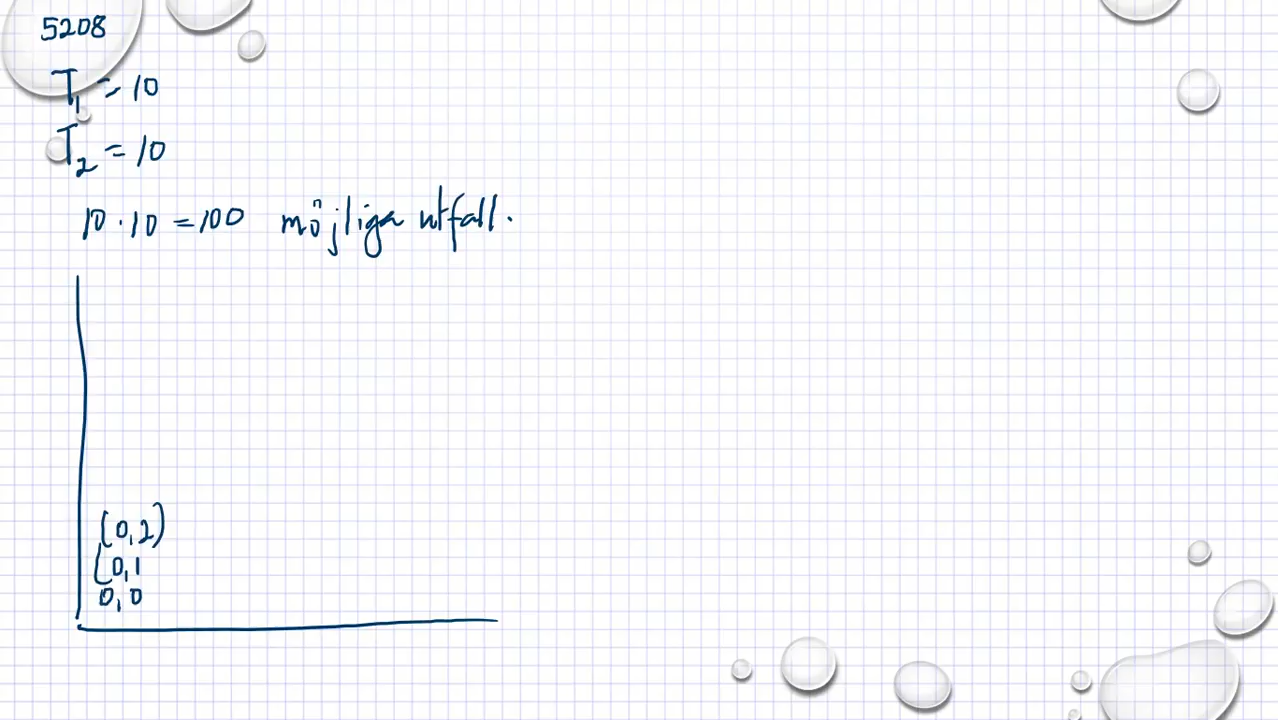 5208
T₁ = 10
T₂ = 10
10 · 10 = 100 möjliga utfall.
(0,2)
(0,1
0,0